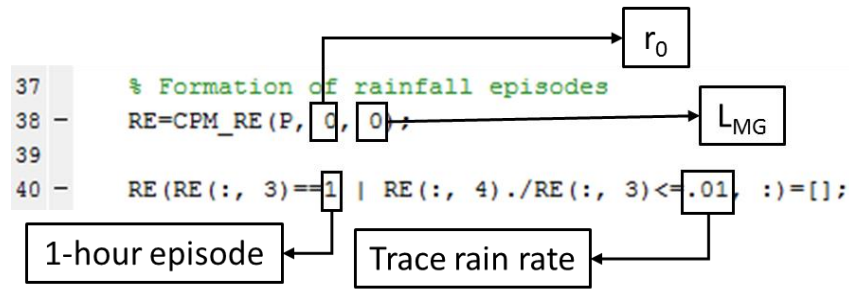 r0
37 % Formation of rainfall episodes
38 - RE=CPM_RE(P, 0, 0);
LMG
39
40 - RE(RE(:, 3)==1 | RE(:, 4)./RE(:, 3)<=.01, :)=[];
1-hour episode
Trace rain rate